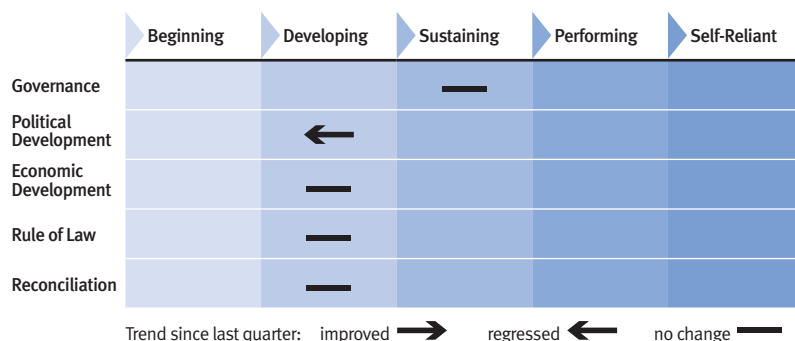 Beginning Developing Sustaining Performing Self-Reliant
Governance
Political
Development
Economic
Development
Rule of Law
Reconciliation
Trend since last quarter: improved regressed no change